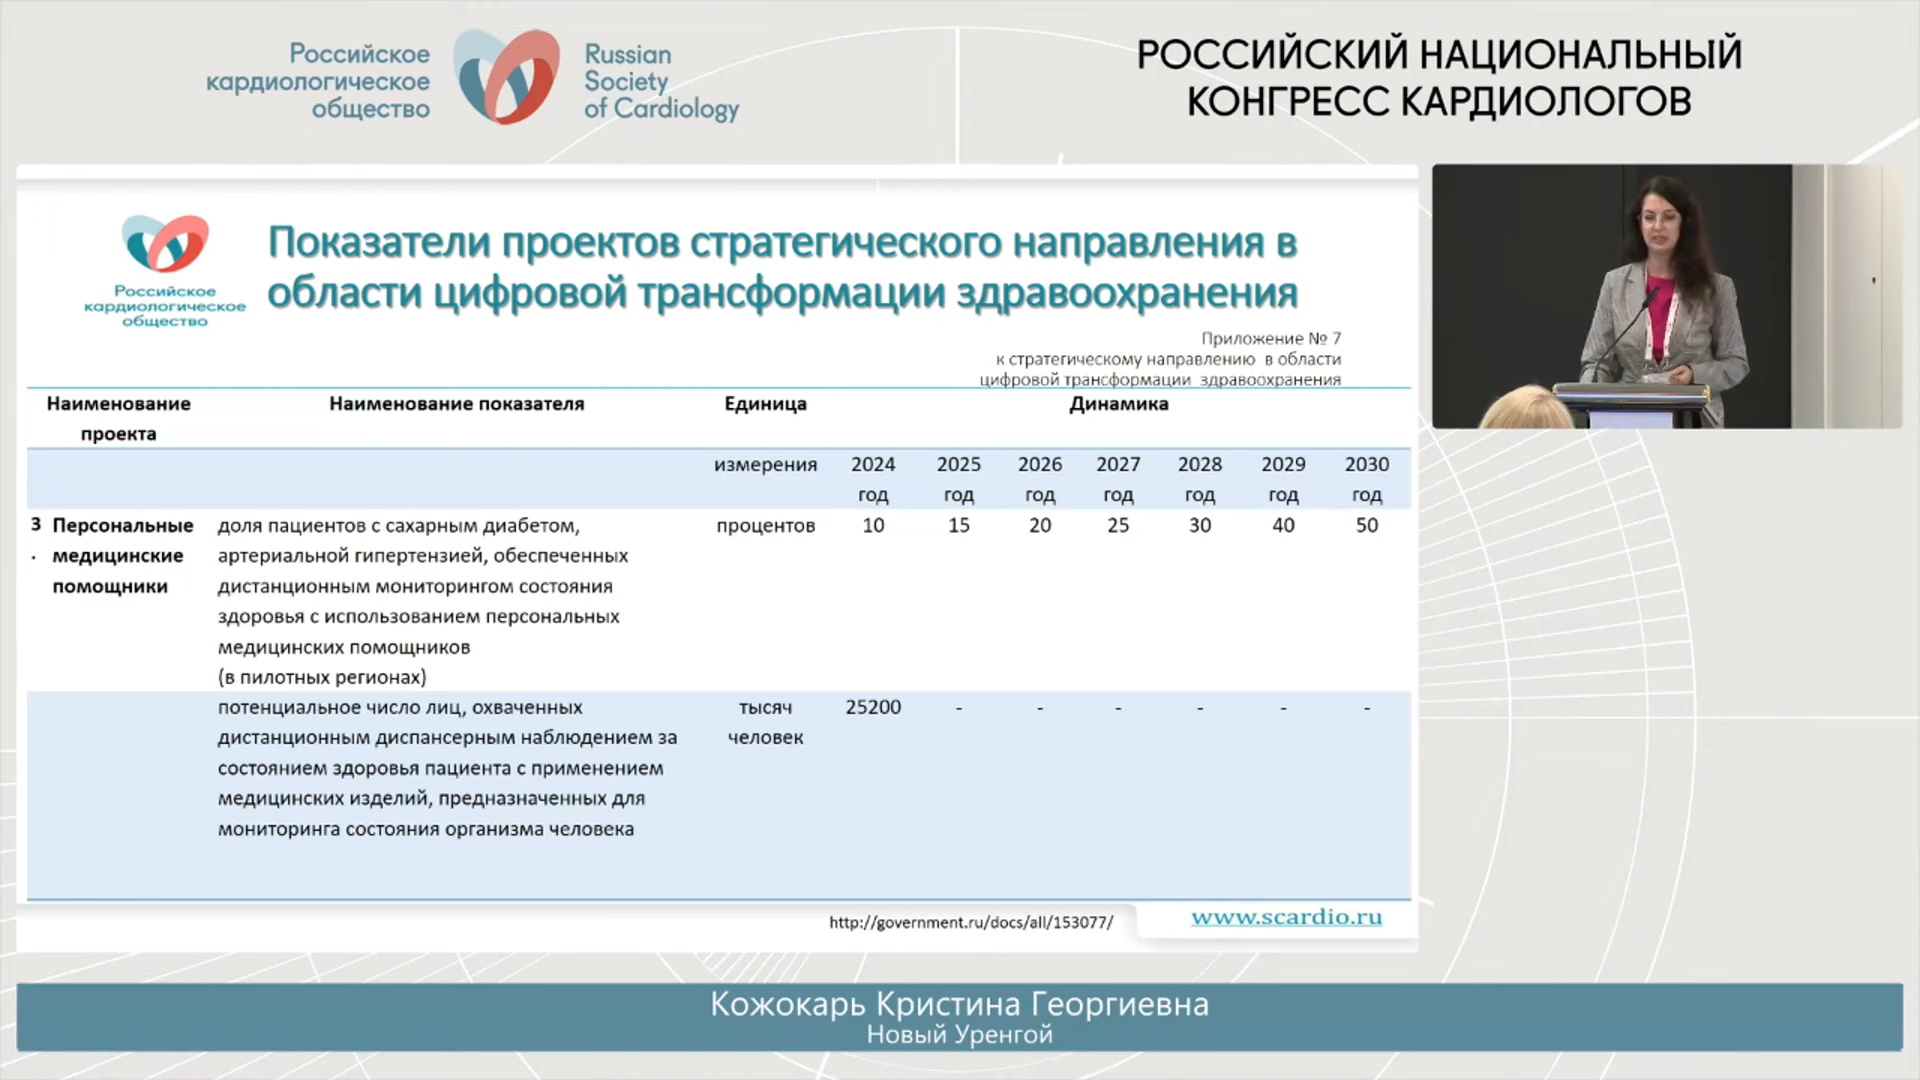 Российское
кардиологическое
общество
Russian
Society
of Cardiology
РОССИЙСКИЙ НАЦИОНАЛЬНЫЙ
КОНГРЕСС КАРДИОЛОГОВ
Российское
кардиологическое
общество
Показатели проектов стратегического направления в
области цифровой трансформации здравоохранения
Приложение № 7
к стратегическому направлению в области
цифровой трансформации здравоохранения
Наименование проекта
Наименование показателя
Единица
Динамика
измерения
2024 год
2025 год
2026 год
2027 год
2028 год
2029 год
2030 год
3.
Персональные
медицинские
помощники
доля пациентов с сахарным диабетом,
артериальной гипертензией, обеспеченных
дистанционным мониторингом состояния
здоровья с использованием персональных
медицинских помощников
(в пилотных регионах)
процентов
10 15 20 25 30 40 50
потенциальное число лиц, охваченных
дистанционным диспансерным наблюдением за
состоянием здоровья пациента с применением
медицинских изделий, предназначенных для
мониторинга состояния организма человека
тысяч
человек
25200 - - - - - -
http://government.ru/docs/all/153077/
www.scardio.ru
Кожокарь Кристина Георгиевна
Новый Уренгой